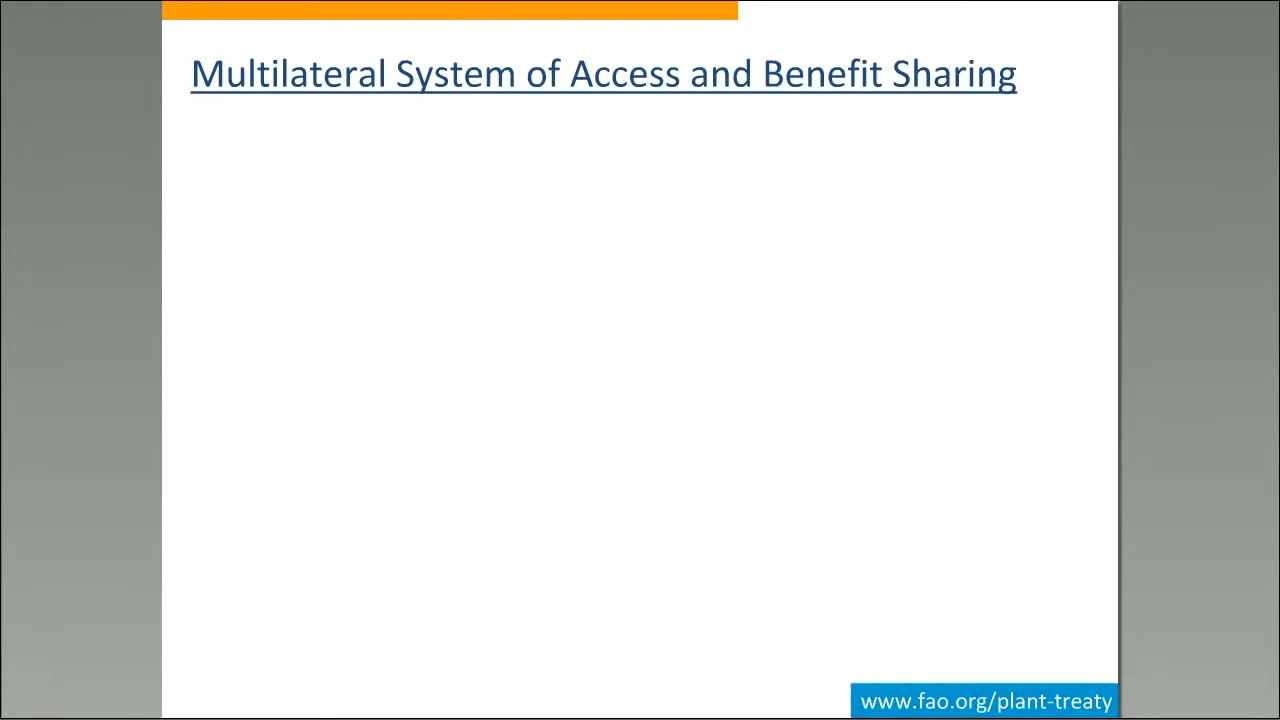 Multilateral System of Access and Benefit Sharing
www.fao.org/plant-treaty